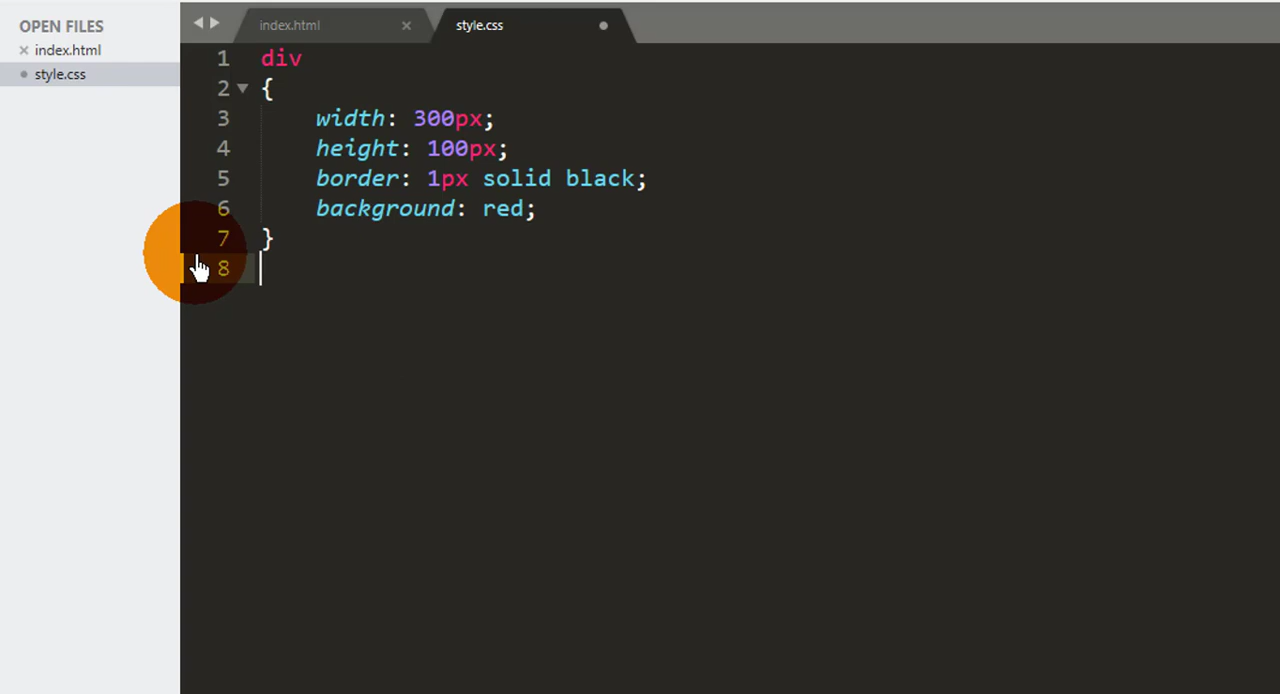 OPEN FILES
index.html
style.css
index.html
style.css
1 div
2 {
3 width: 300px;
4 height: 100px;
5 border: 1px solid black;
6 background: red;
7 }
8